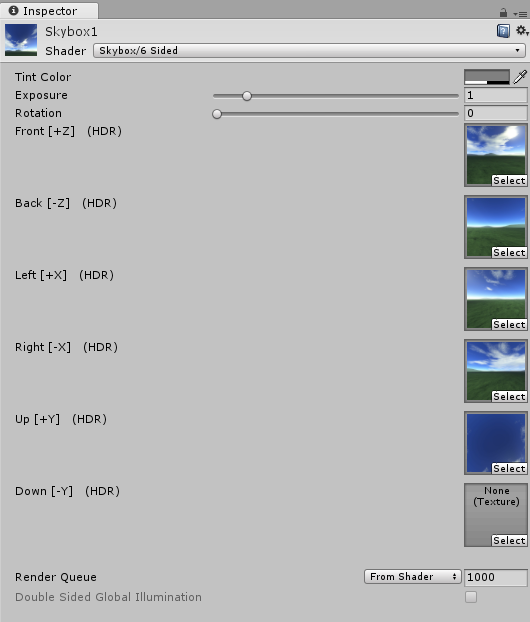 Inspector
Skybox1
Shader Skybox/6 Sided
Tint Color
Exposure 1
Rotation 0
Front [+Z] (HDR)
Select
Back [-Z] (HDR)
Select
Left [+X] (HDR)
Select
Right [-X] (HDR)
Select
Up [+Y] (HDR)
Select
Down [-Y] (HDR)
None
(Texture)
Select
Render Queue From Shader 1000
Double Sided Global Illumination